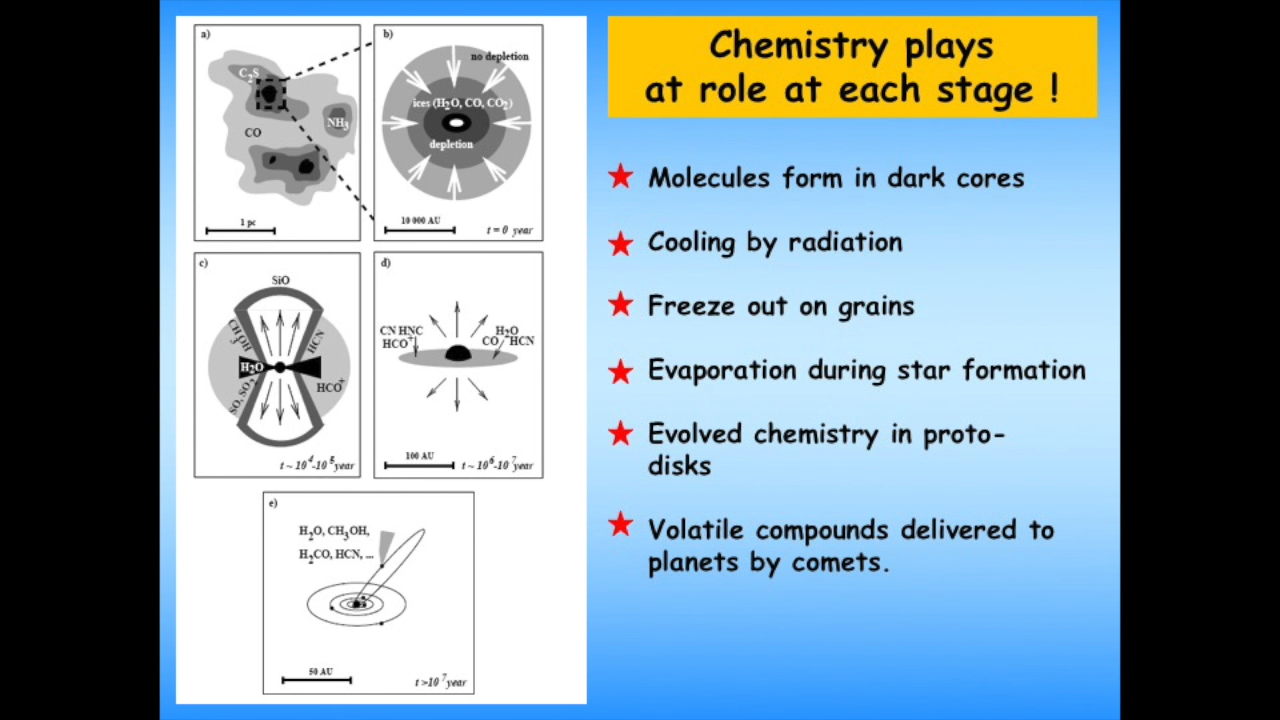 Chemistry plays
at role at each stage !
a)
C2S
CO
NH3
1 pc
b)
no depletion
ices (H2O, CO, CO2)
depletion
10 000 AU
t = 0 year
c)
SiO
CH3OH
HCN
H2O
SO, SO2
HCO+
t ~ 10^4-10^5 year
d)
CN HNC
HCO+
H2O
CO HCN
100 AU
t ~ 10^6-10^7 year
e)
H2O, CH3OH,
H2CO, HCN, ...
50 AU
t >10^7 year
Molecules form in dark cores
Cooling by radiation
Freeze out on grains
Evaporation during star formation
Evolved chemistry in proto-
disks
Volatile compounds delivered to
planets by comets.